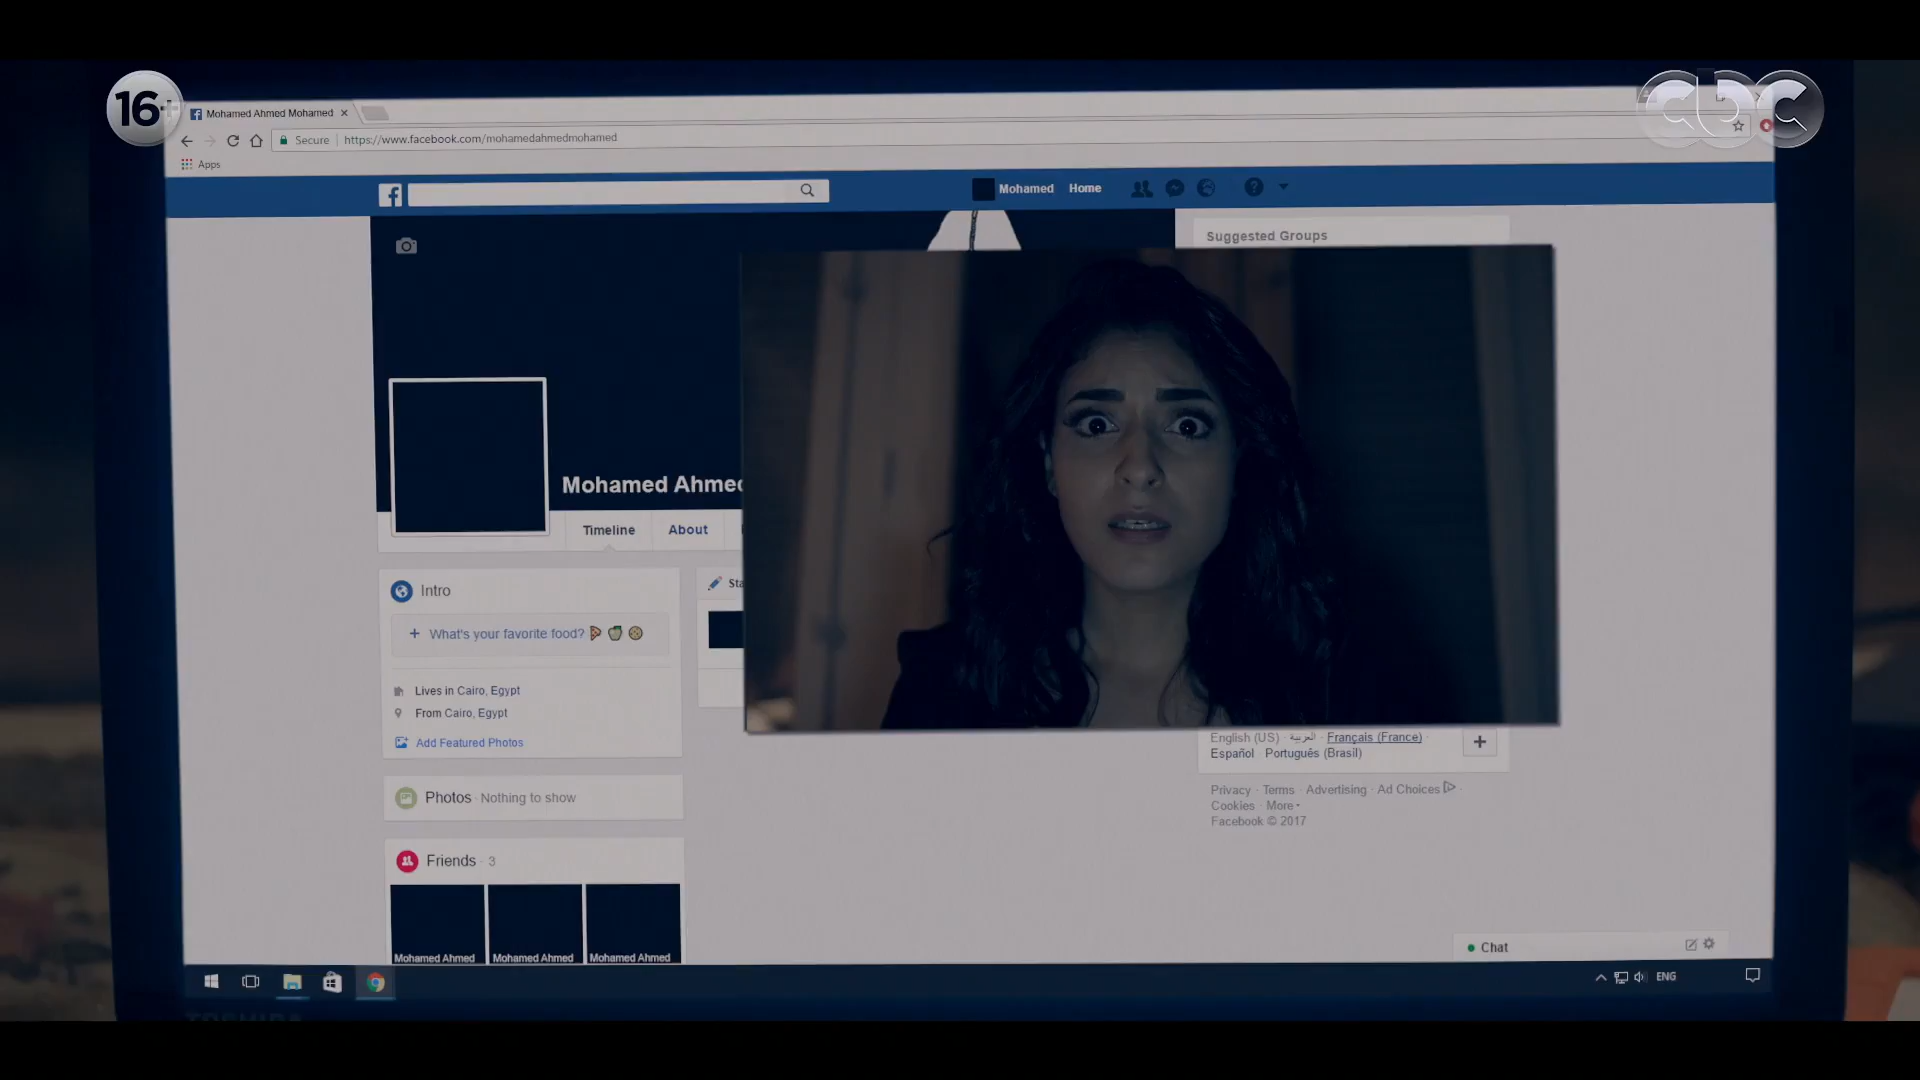 16+
cbc
Mohamed Ahmed Mohamed
Secure https://www.facebook.com/mohamedahmedmohamed
Apps
Mohamed Home
Suggested Groups
Mohamed Ahmed
Timeline About
Intro
Sta
+ What's your favorite food?
Lives in Cairo, Egypt
From Cairo, Egypt
Add Featured Photos
English (US) · العربية · Français (France) ·
Español · Português (Brasil)
Privacy · Terms · Advertising · Ad Choices ·
Cookies · More
Facebook © 2017
Photos · Nothing to show
Friends · 3
Mohamed Ahmed Mohamed Ahmed Mohamed Ahmed
Chat
ENG
TOSHIBA